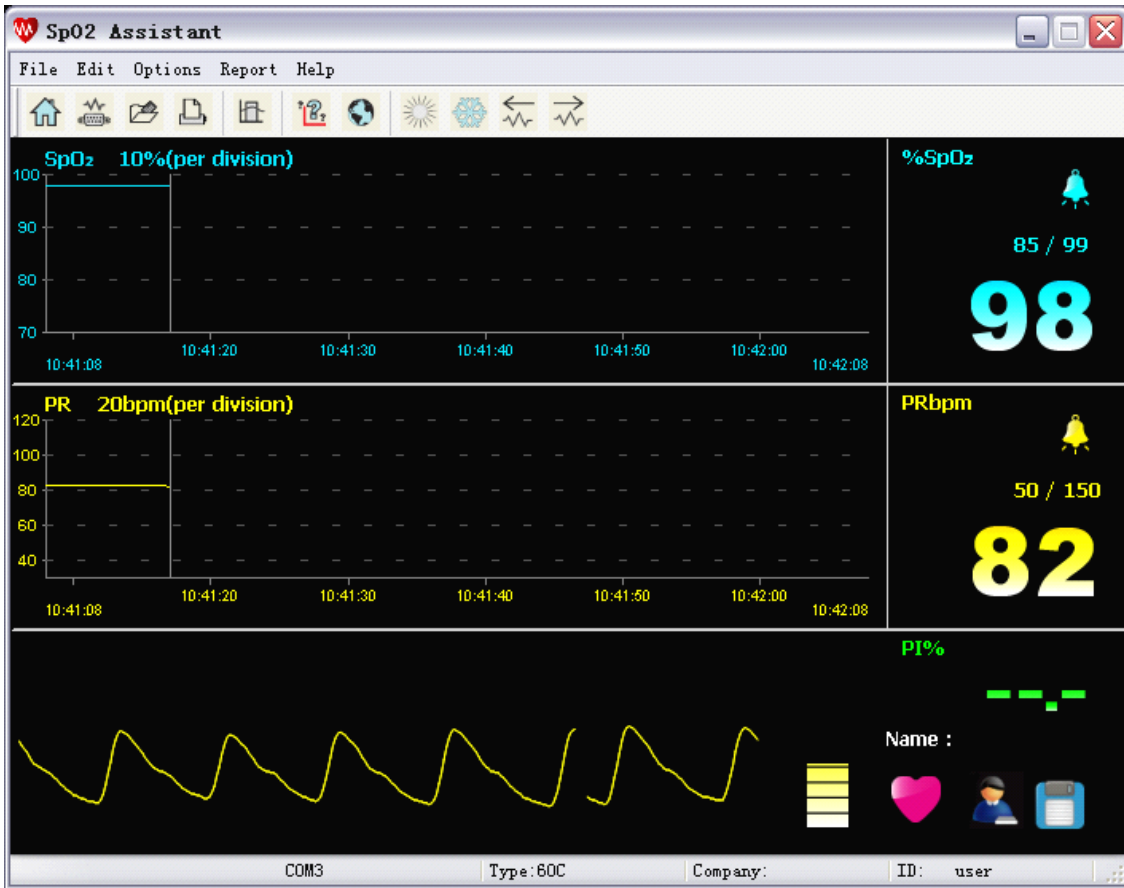 SpO2 Assistant
File Edit Options Report Help
SpO₂ 10%(per division)
100
90
80
70
10:41:08
10:41:20
10:41:30
10:41:40
10:41:50
10:42:00
10:42:08
%SpO₂
85 / 99
98
PR 20bpm(per division)
120
100
80
60
40
10:41:08
10:41:20
10:41:30
10:41:40
10:41:50
10:42:00
10:42:08
PRbpm
50 / 150
82
PI%
--.-
Name :
COM3 Type:60C Company: ID: user